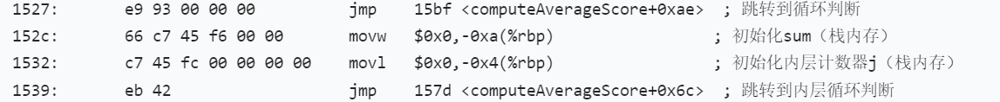 1527: e9 93 00 00 00 jmp 15bf <computeAverageScore+0xae> ; 跳转到循环判断
152c: 66 c7 45 f6 00 00 movw $0x0,-0xa(%rbp) ; 初始化sum（栈内存）
1532: c7 45 fc 00 00 00 00 movl $0x0,-0x4(%rbp) ; 初始化内层计数器j（栈内存）
1539: eb 42 jmp 157d <computeAverageScore+0x6c> ; 跳转到内层循环判断